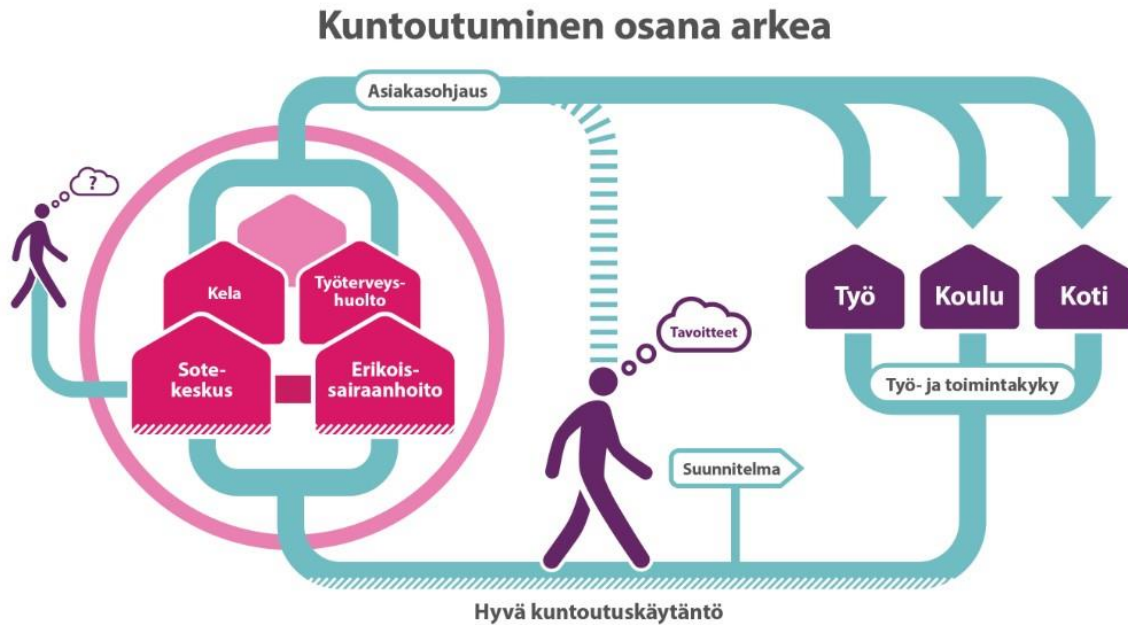 Kuntoutuminen osana arkea
Asiakasohjaus
?
Kela
Työterveys-
huolto
Sote-
keskus
Erikois-
sairaanhoito
Tavoitteet
Suunnitelma
Työ
Koulu
Koti
Työ- ja toimintakyky
Hyvä kuntoutuskäytäntö